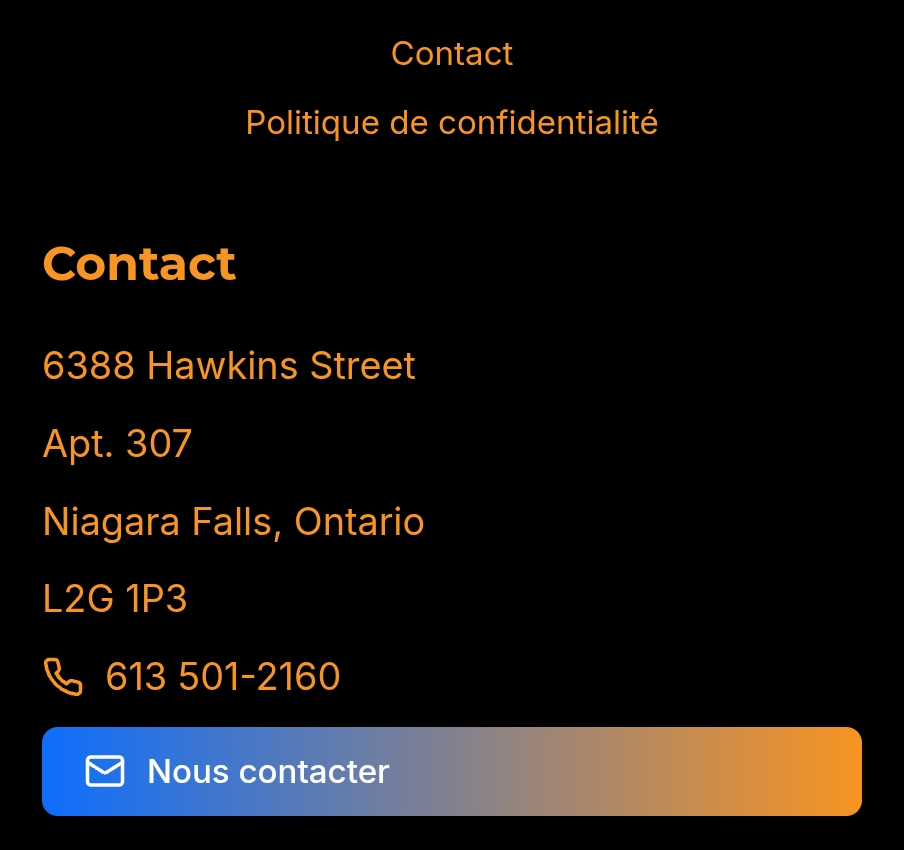 Contact
Politique de confidentialité
Contact
6388 Hawkins Street
Apt. 307
Niagara Falls, Ontario
L2G 1P3
613 501-2160
Nous contacter